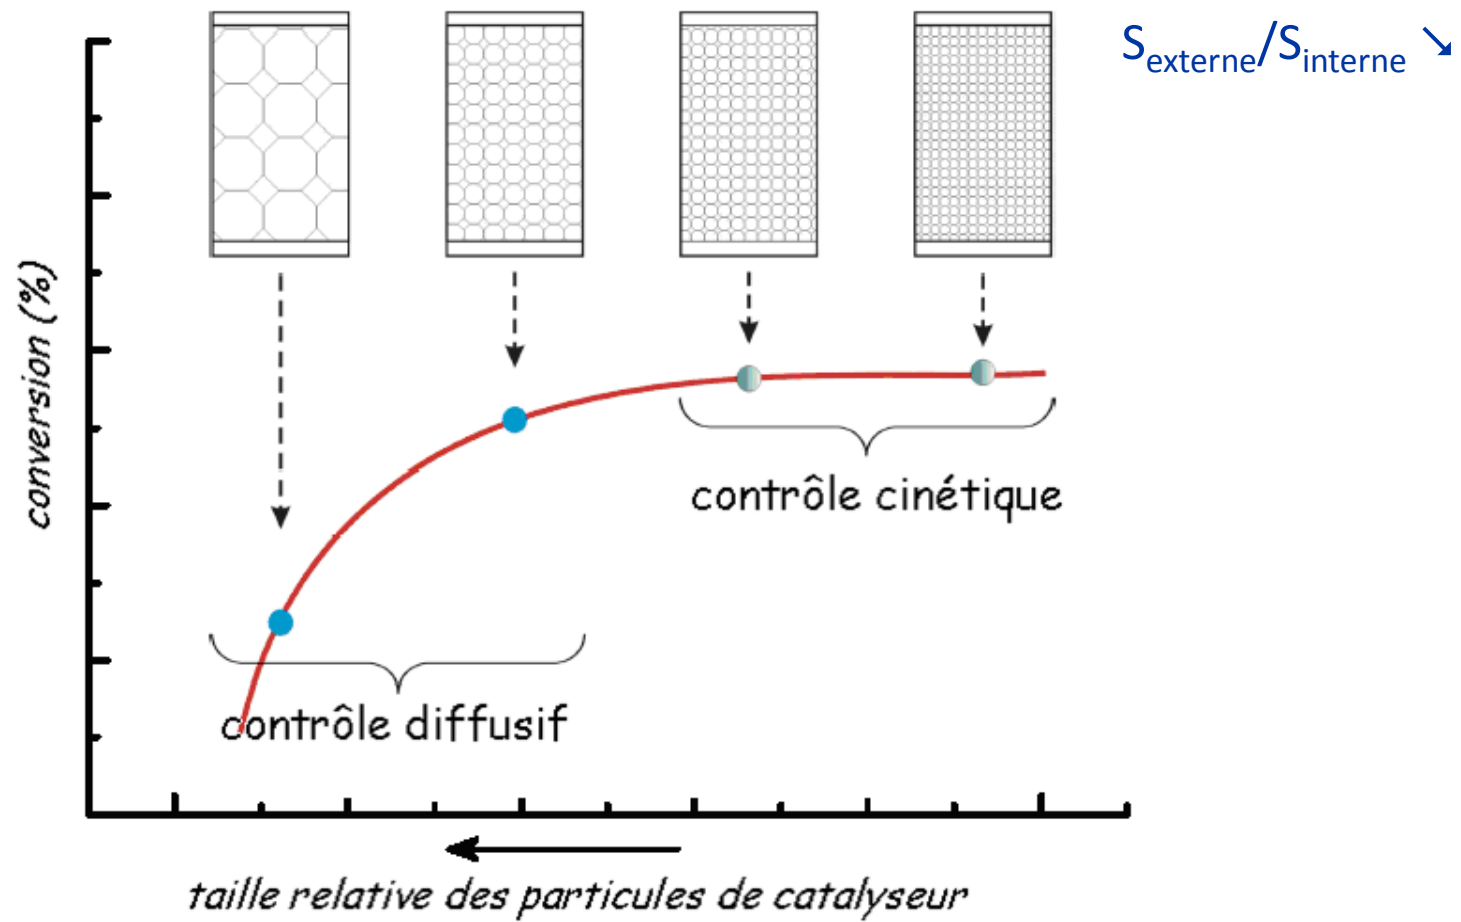 Sexterne/Sinterne ↘
conversion (%)
contrôle cinétique
contrôle diffusif
taille relative des particules de catalyseur